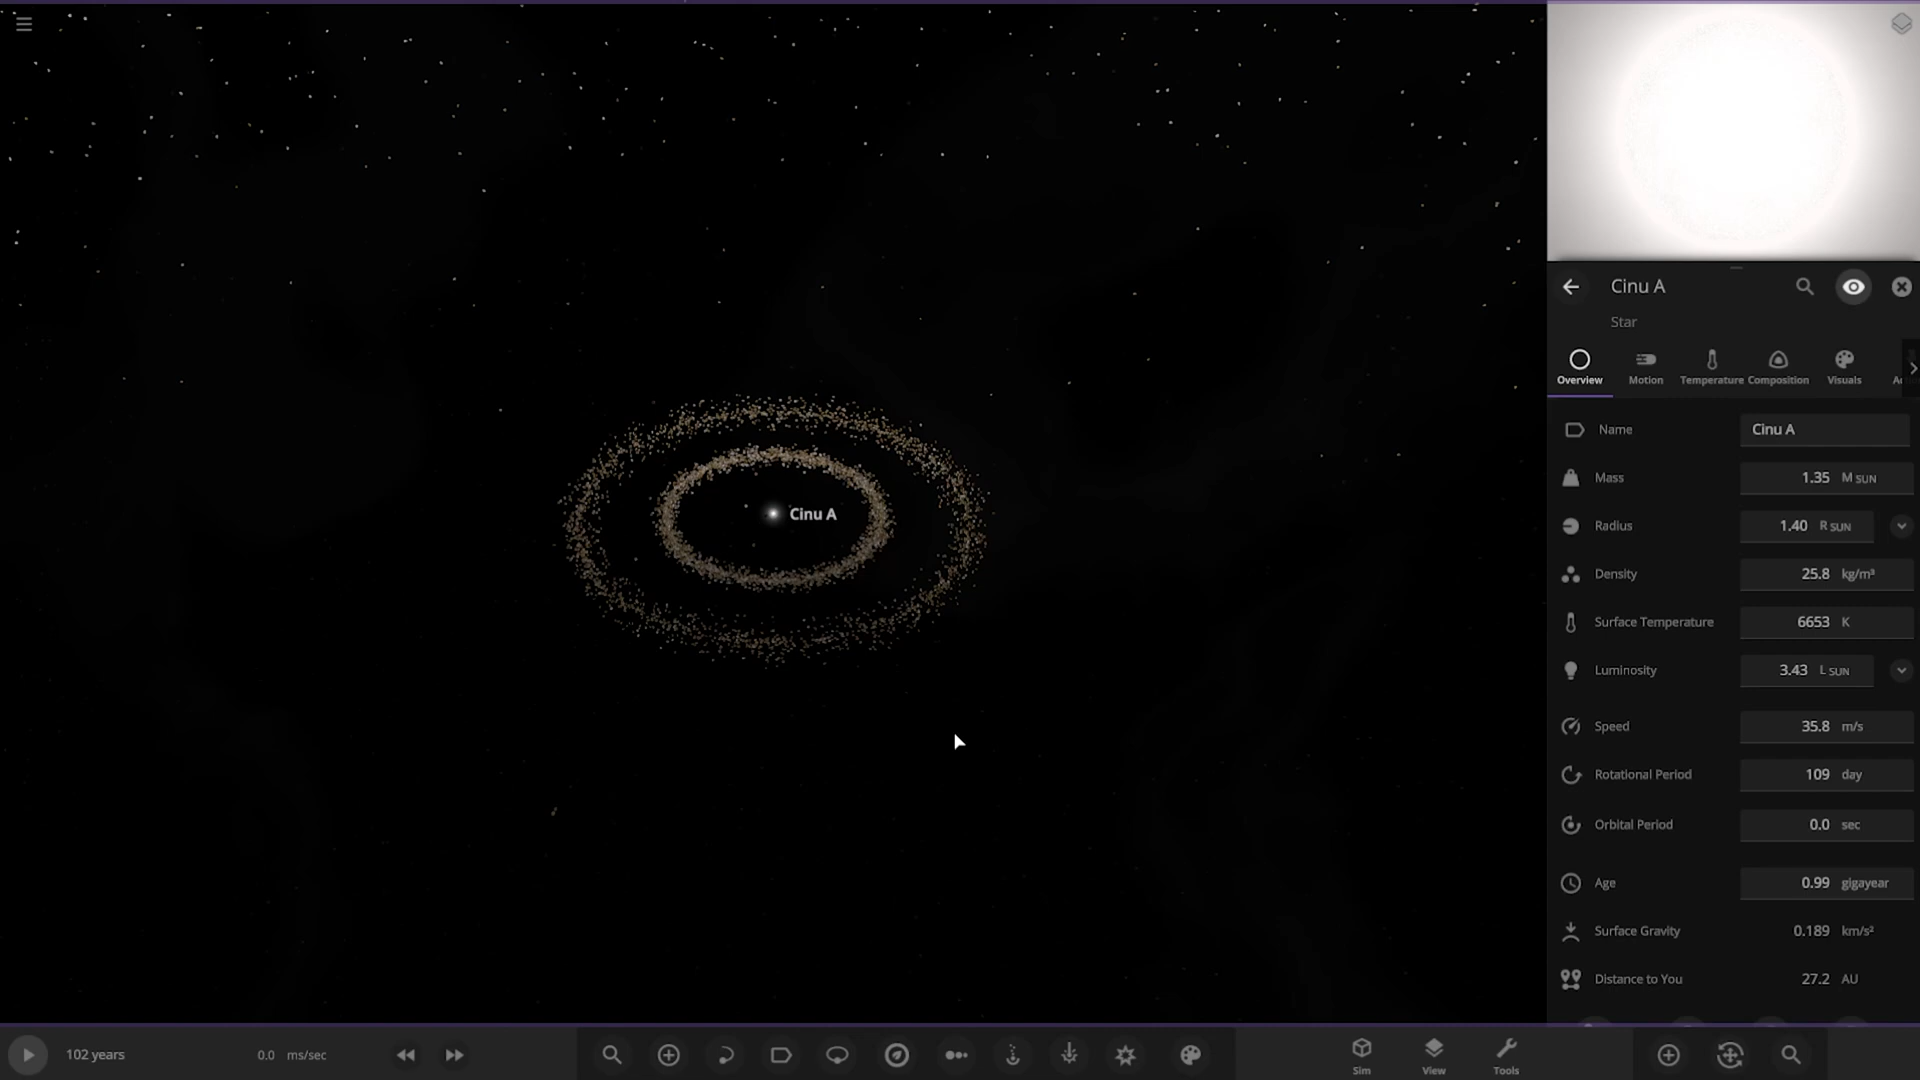 Cinu A
Cinu A
Star
Overview
Motion
Temperature
Composition
Visuals
Name Cinu A
Mass 1.35 M SUN
Radius 1.40 R SUN
Density 25.8 kg/m³
Surface Temperature 6653 K
Luminosity 3.43 L SUN
Speed 35.8 m/s
Rotational Period 109 day
Orbital Period 0.0 sec
Age 0.99 gigayear
Surface Gravity 0.189 km/s²
Distance to You 27.2 AU
102 years 0.0 ms/sec
Sim View Tools